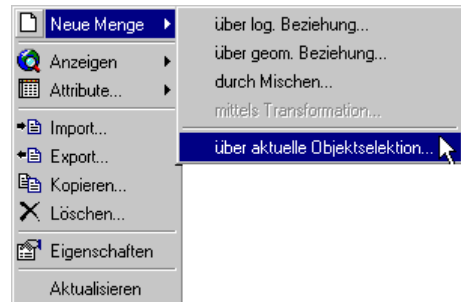 Neue Menge
Anzeigen
Attribute...
Import...
Export...
Kopieren...
Löschen...
Eigenschaften
Aktualisieren
über log. Beziehung...
über geom. Beziehung...
durch Mischen...
mittels Transformation...
über aktuelle Objektselektion...